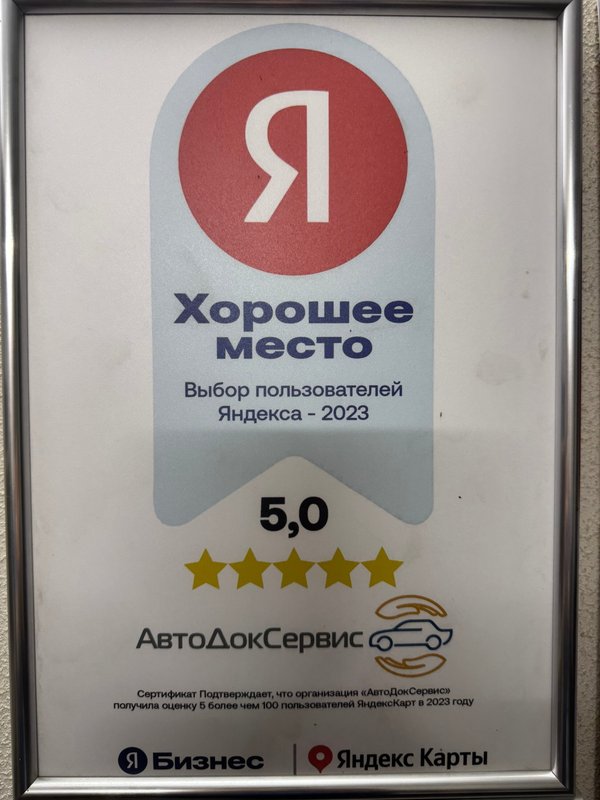 Я
Хорошее
место
Выбор пользователей
Яндекса - 2023
5,0
АвтоДокСервис
Сертификат Подтверждает, что организация «АвтоДокСервис»
получила оценку 5 более чем 100 пользователей ЯндексКарт в 2023 году
Я Бизнес | Яндекс Карты